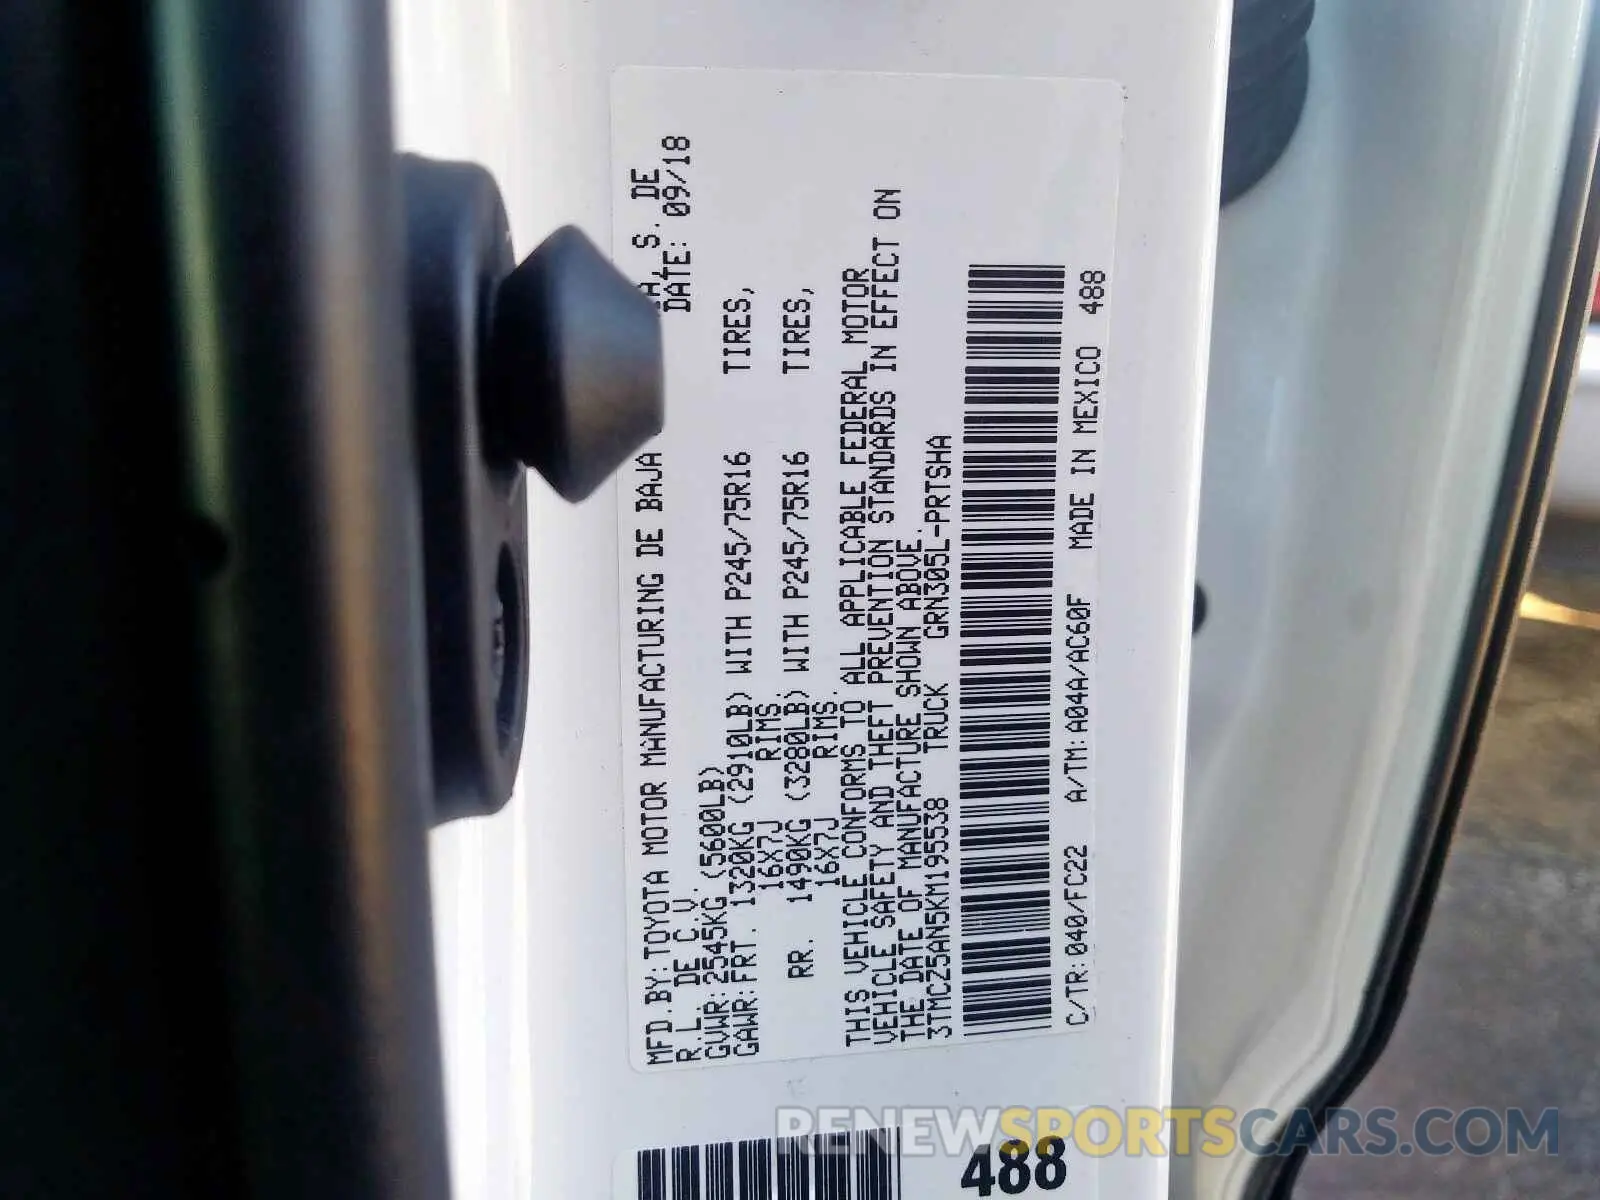 MFD.BY:TOYOTA MOTOR MANUFACTURING DE BAJA A, S. DE
R.L. DE C.V. DATE: 09/18
GVWR:2545KG (5600LB)
GAWR:FRT. 1320KG (2910LB) WITH P245/75R16 TIRES,
16X7J RIMS.
RR. 1490KG (3280LB) WITH P245/75R16 TIRES,
16X7J RIMS.
THIS VEHICLE CONFORMS TO ALL APPLICABLE FEDERAL MOTOR
VEHICLE SAFETY AND THEFT PREVENTION STANDARDS IN EFFECT ON
THE DATE OF MANUFACTURE SHOWN ABOVE.
3TMCZ5AN5KM195538 TRUCK GRN305L-PRTSHA
C/TR:040/FC22 A/TM:A04A/AC60F MADE IN MEXICO 488
488
RENEWSPORTSCARS.COM